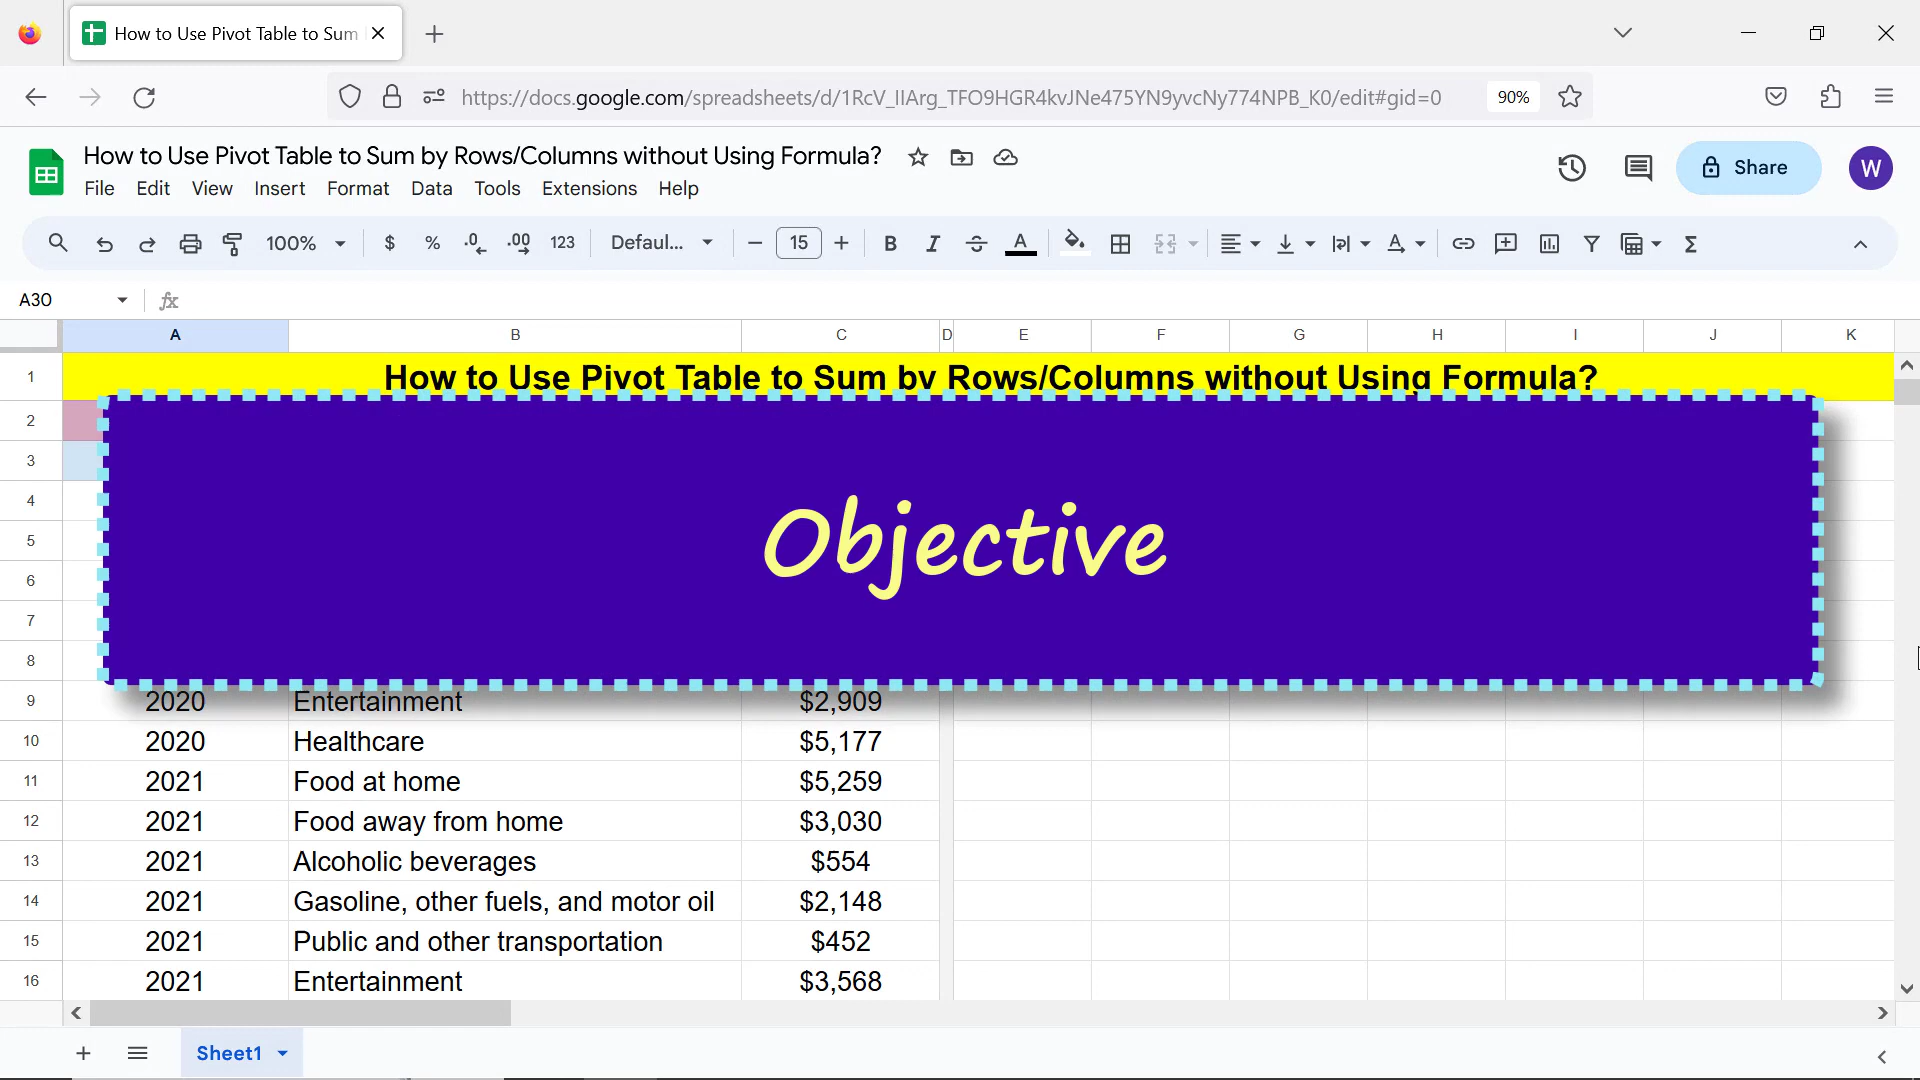 How to Use Pivot Table to Sum
https://docs.google.com/spreadsheets/d/1RcV_IIArg_TFO9HGR4kvJNe475YN9yvcNy774NPB_K0/edit#gid=0
90%
How to Use Pivot Table to Sum by Rows/Columns without Using Formula?
File Edit View Insert Format Data Tools Extensions Help
Share
W
100% $ % .0 .00 123 Defaul... 15 B I S A
A30 fx
A B C D E F G H I J K
1 How to Use Pivot Table to Sum by Rows/Columns without Using Formula?
2
3
4
5
6
7
8
Objective
9 2020 Entertainment $2,909
10 2020 Healthcare $5,177
11 2021 Food at home $5,259
12 2021 Food away from home $3,030
13 2021 Alcoholic beverages $554
14 2021 Gasoline, other fuels, and motor oil $2,148
15 2021 Public and other transportation $452
16 2021 Entertainment $3,568
Sheet1